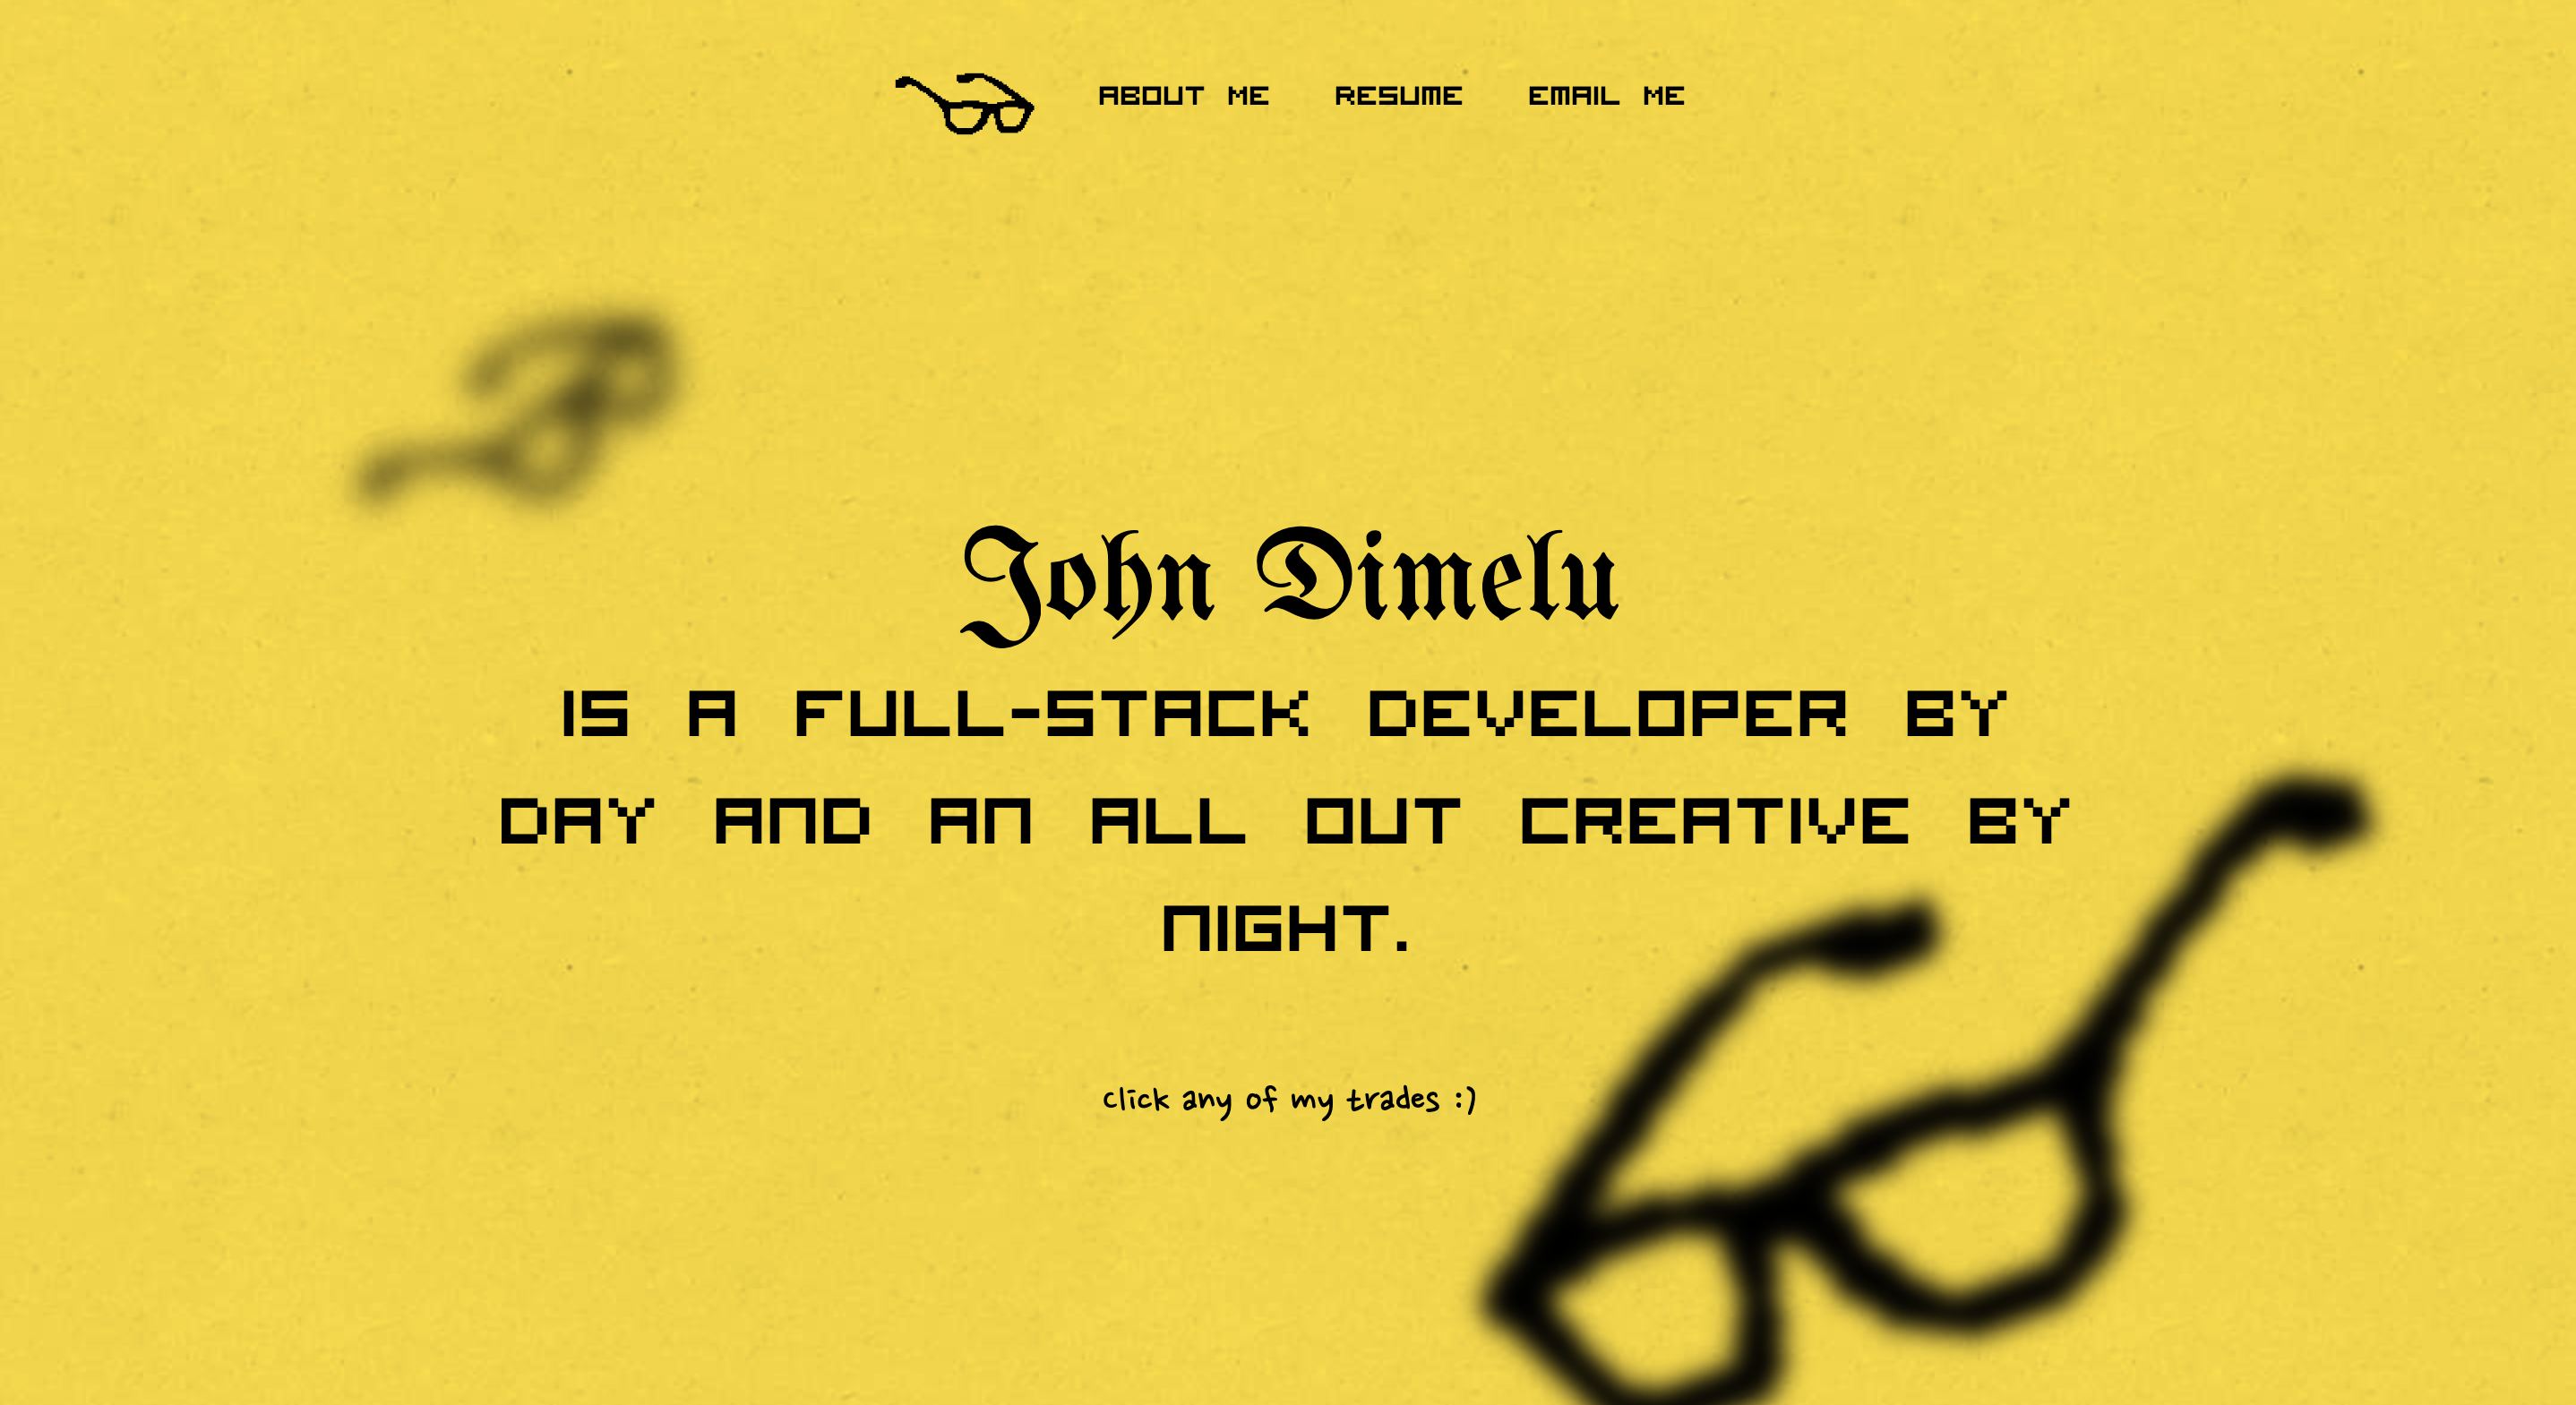 ABOUT ME RESUME EMAIL ME
John Dimelu
IS A FULL-STACK DEVELOPER BY
DAY AND AN ALL OUT CREATIVE BY
NIGHT.
click any of my trades :)